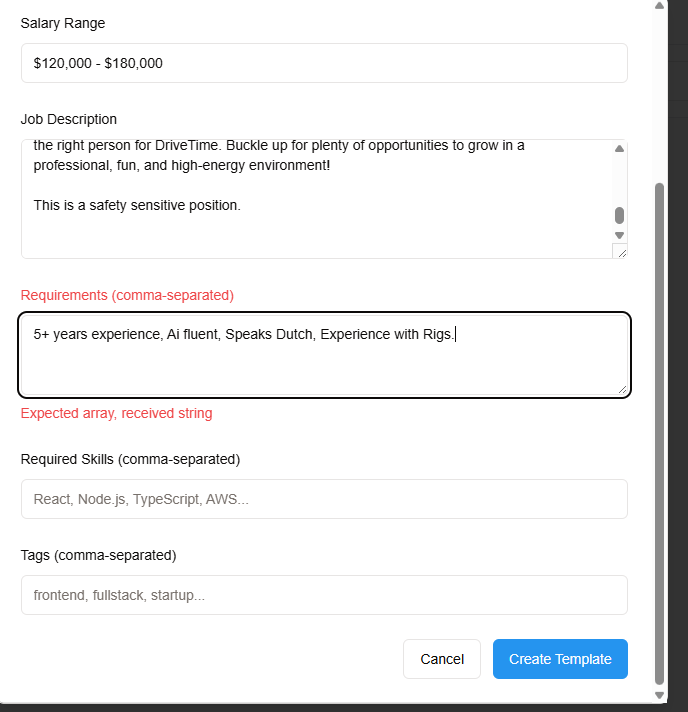 Salary Range
$120,000 - $180,000
Job Description
the right person for DriveTime. Buckle up for plenty of opportunities to grow in a
professional, fun, and high-energy environment!
This is a safety sensitive position.
Requirements (comma-separated)
5+ years experience, Ai fluent, Speaks Dutch, Experience with Rigs.
Expected array, received string
Required Skills (comma-separated)
React, Node.js, TypeScript, AWS...
Tags (comma-separated)
frontend, fullstack, startup...
Cancel
Create Template